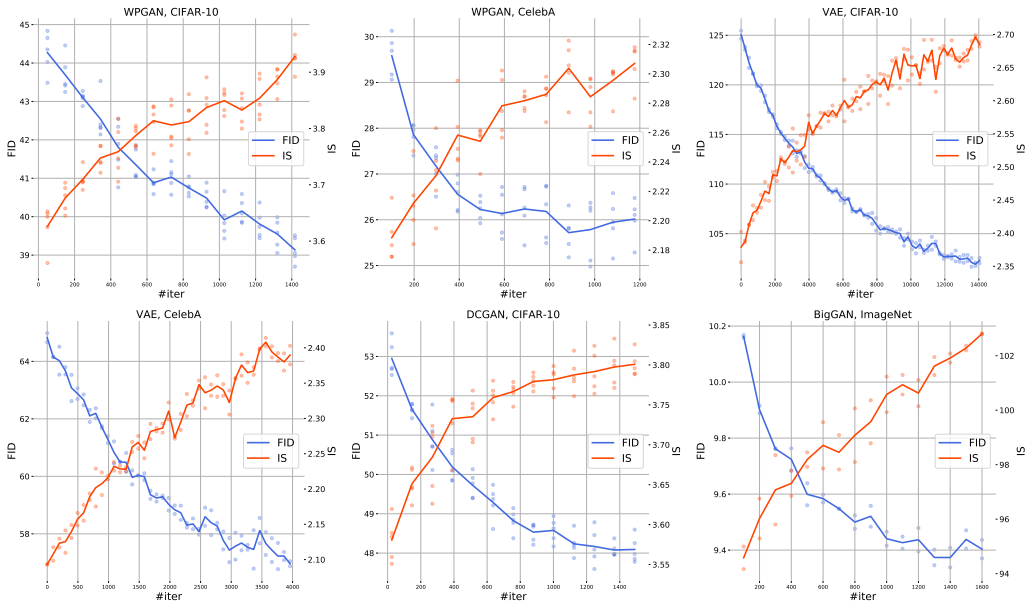 WPGAN, CIFAR-10
45
44
43
42
41
40
39
FID
3.9
3.8
3.7
3.6
IS
FID
IS
0 200 400 600 800 1000 1200 1400
#iter
WPGAN, CelebA
30
29
28
27
26
25
FID
2.32
2.30
2.28
2.26
2.24
2.22
2.20
2.18
IS
FID
IS
0 200 400 600 800 1000 1200
#iter
VAE, CIFAR-10
125
120
115
110
105
FID
2.70
2.65
2.60
2.55
2.50
2.45
2.40
2.35
IS
FID
IS
0 2000 4000 6000 8000 10000 12000 14000
#iter
VAE, CelebA
64
62
60
58
FID
2.40
2.35
2.30
2.25
2.20
2.15
2.10
IS
FID
IS
0 500 1000 1500 2000 2500 3000 3500 4000
#iter
DCGAN, CIFAR-10
53
52
51
50
49
48
FID
3.85
3.80
3.75
3.70
3.65
3.60
3.55
IS
FID
IS
0 200 400 600 800 1000 1200 1400
#iter
BigGAN, ImageNet
10.2
10.0
9.8
9.6
9.4
FID
102
100
98
96
94
IS
FID
IS
200 400 600 800 1000 1200 1400 1600
#iter